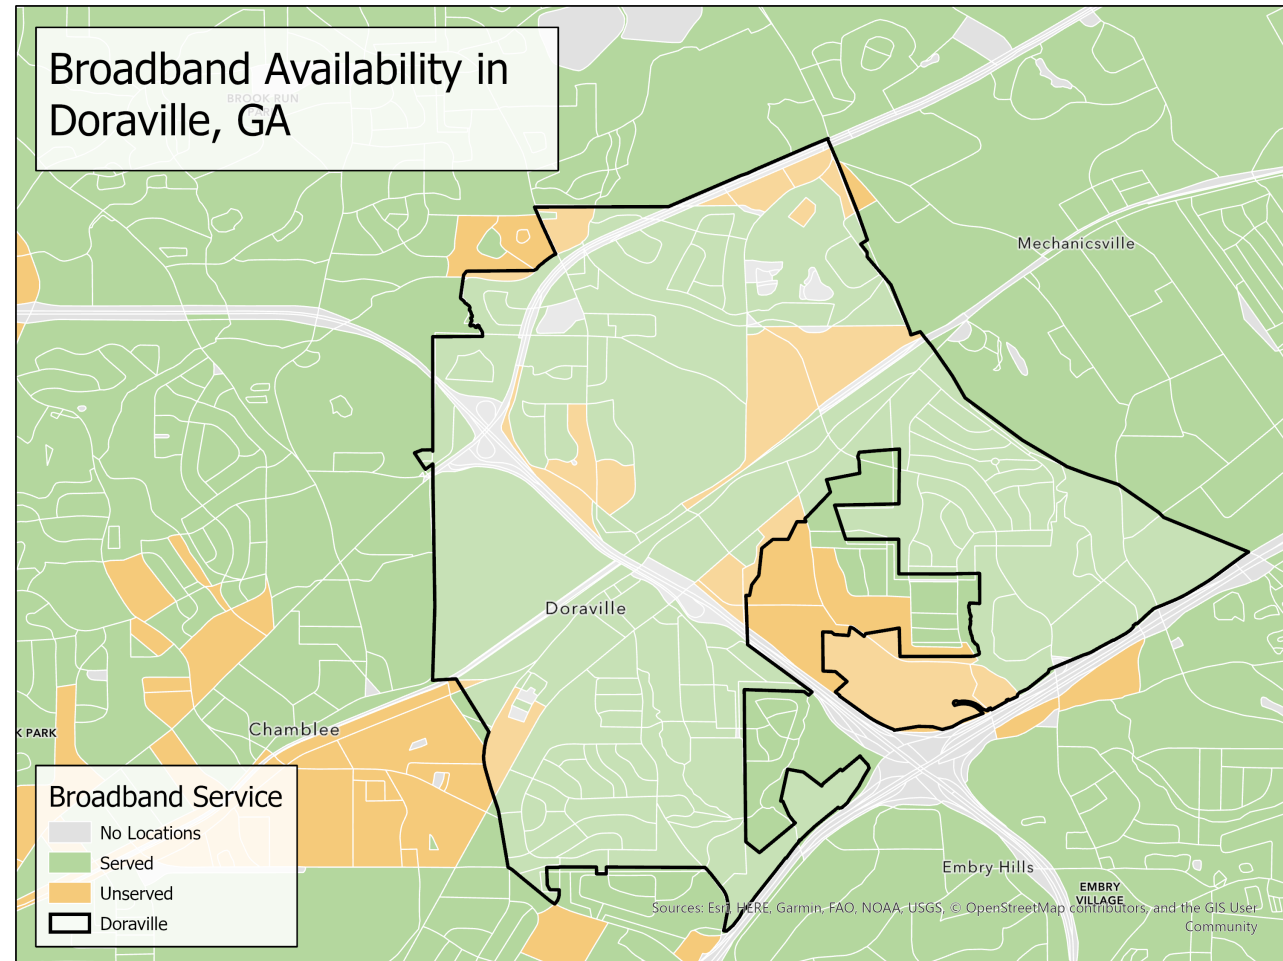 Broadband Availability in
Doraville, GA
BROOK RUN
Mechanicsville
Doraville
Chamblee
K PARK
Embry Hills
EMBRY
VILLAGE
Broadband Service
No Locations
Served
Unserved
Doraville
Sources: Esri, HERE, Garmin, FAO, NOAA, USGS, © OpenStreetMap contributors, and the GIS User
Community